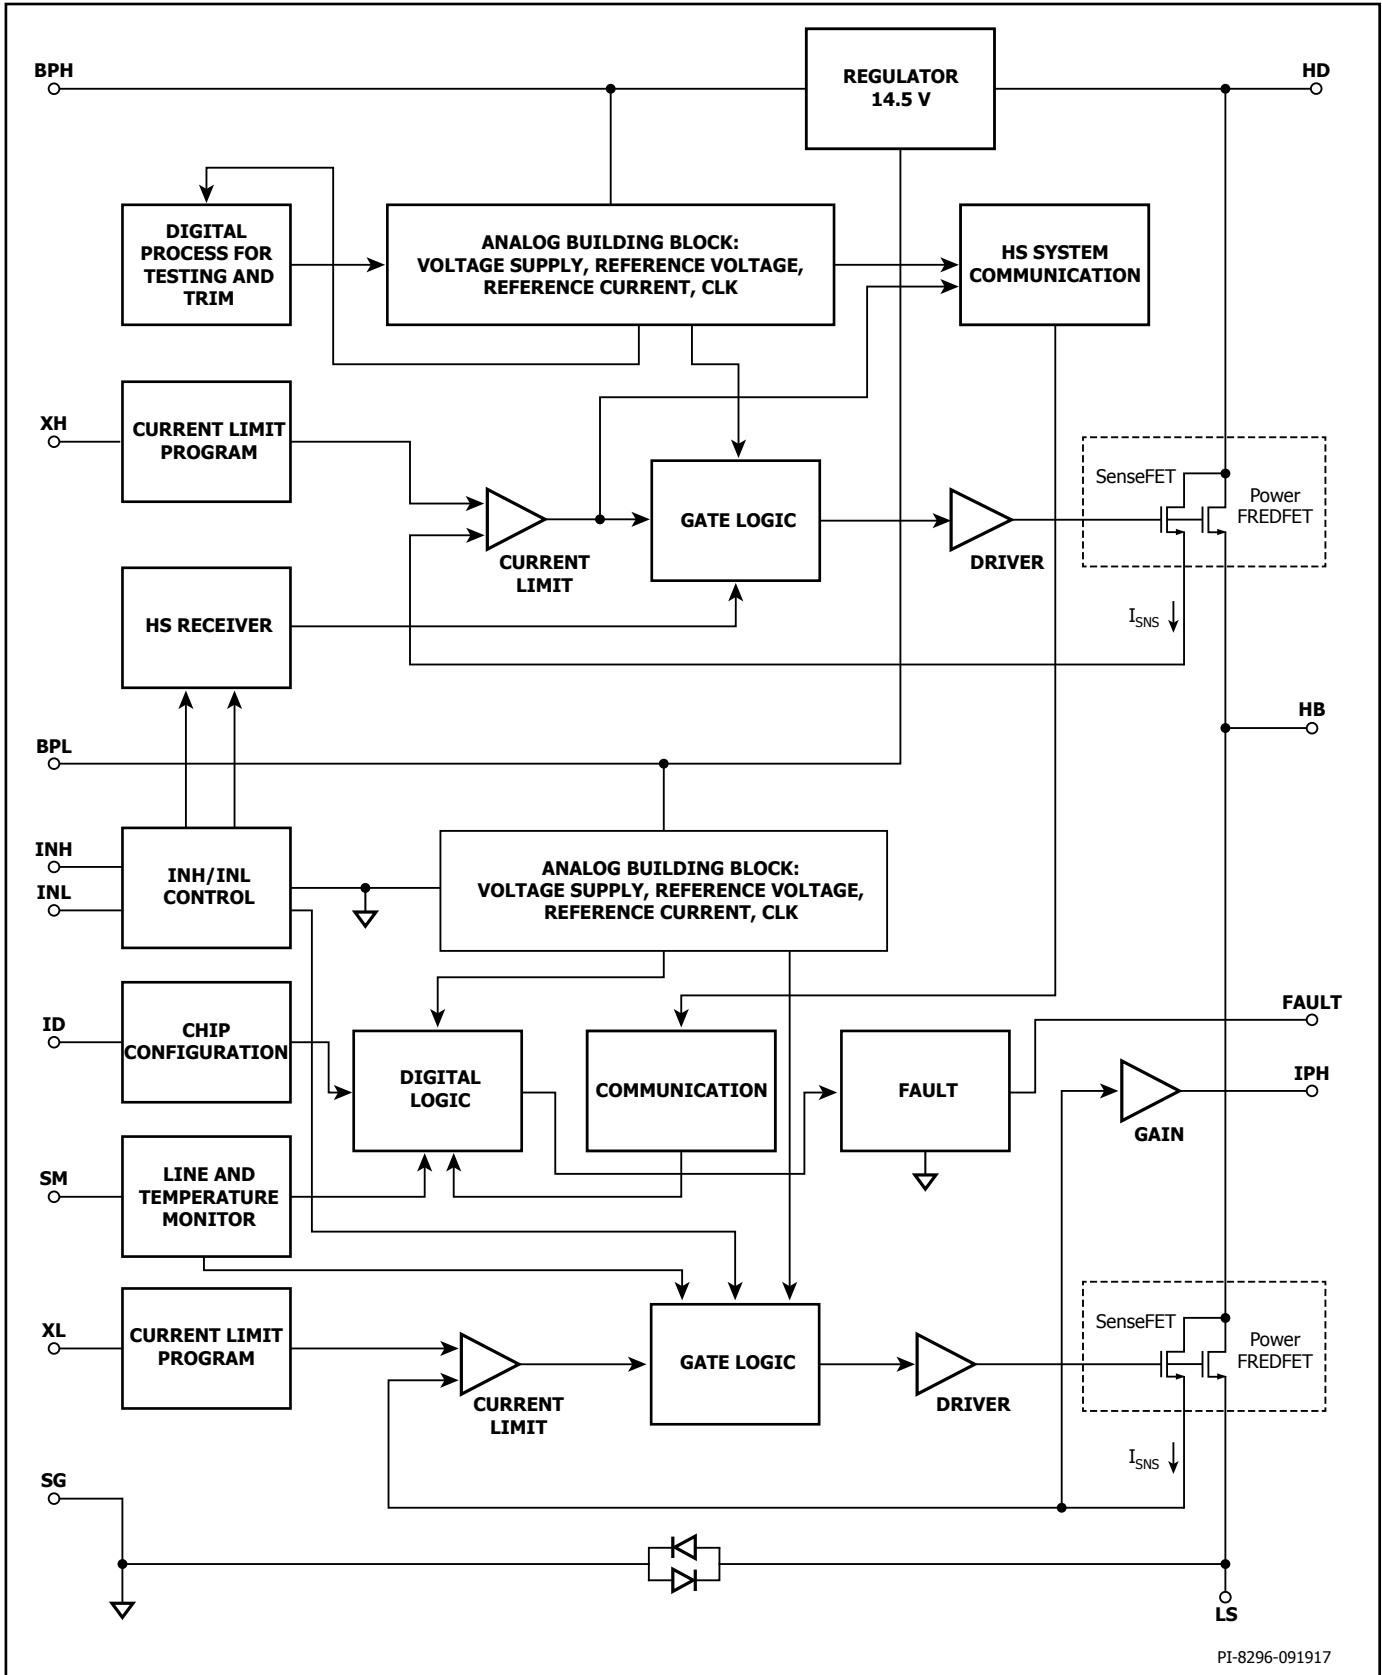 BPH
REGULATOR
14.5 V
HD
DIGITAL
PROCESS FOR
TESTING AND
TRIM
ANALOG BUILDING BLOCK:
VOLTAGE SUPPLY, REFERENCE VOLTAGE,
REFERENCE CURRENT, CLK
HS SYSTEM
COMMUNICATION
XH
CURRENT LIMIT
PROGRAM
CURRENT
LIMIT
GATE LOGIC
DRIVER
SenseFET
Power
FREDFET
HS RECEIVER
ISNS
HB
BPL
INH
INL
INH/INL
CONTROL
ANALOG BUILDING BLOCK:
VOLTAGE SUPPLY, REFERENCE VOLTAGE,
REFERENCE CURRENT, CLK
ID
CHIP
CONFIGURATION
DIGITAL
LOGIC
COMMUNICATION
FAULT
FAULT
IPH
GAIN
SM
LINE AND
TEMPERATURE
MONITOR
XL
CURRENT LIMIT
PROGRAM
CURRENT
LIMIT
GATE LOGIC
DRIVER
SenseFET
Power
FREDFET
ISNS
SG
LS
PI-8296-091917